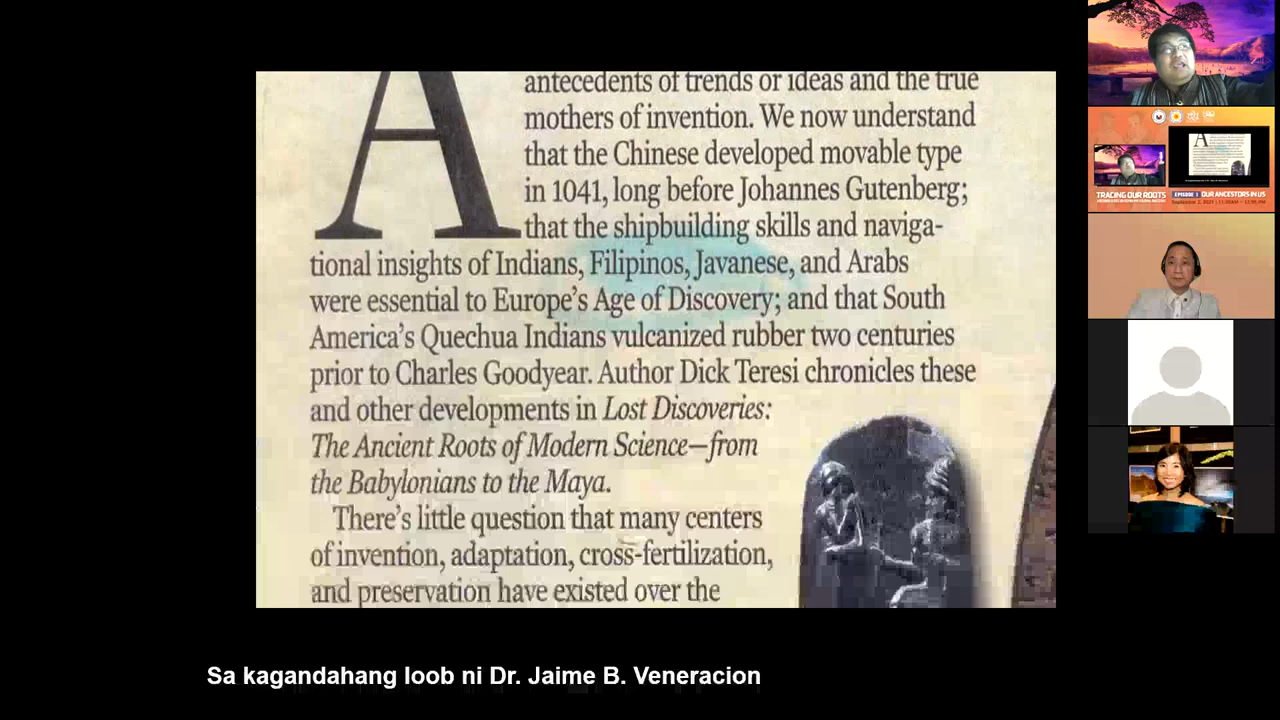 A
antecedents of trends or ideas and the true
mothers of invention. We now understand
that the Chinese developed movable type
in 1041, long before Johannes Gutenberg;
that the shipbuilding skills and naviga-
tional insights of Indians, Filipinos, Javanese, and Arabs
were essential to Europe’s Age of Discovery; and that South
America’s Quechua Indians vulcanized rubber two centuries
prior to Charles Goodyear. Author Dick Teresi chronicles these
and other developments in Lost Discoveries:
The Ancient Roots of Modern Science—from
the Babylonians to the Maya.
There’s little question that many centers
of invention, adaptation, cross-fertilization,
and preservation have existed over the
Sa kagandahang loob ni Dr. Jaime B. Veneracion
TRACING OUR ROOTS
EPISODE 1 OUR ANCESTORS IN US